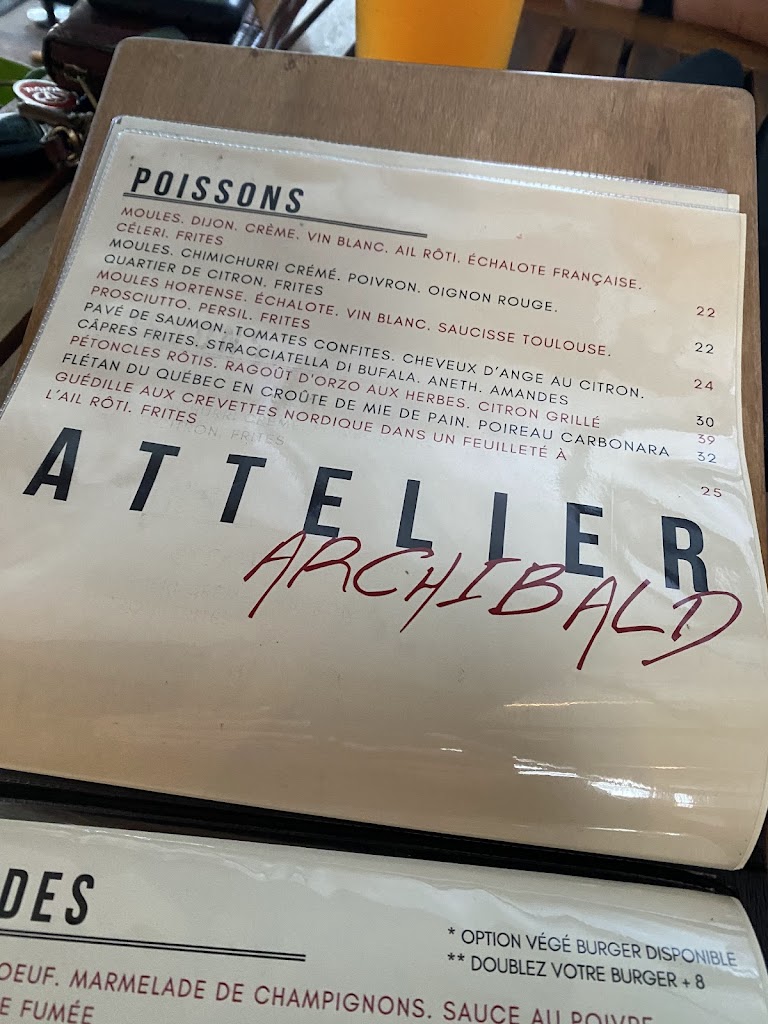 POISSONS
MOULES. DIJON. CRÈME. VIN BLANC. AIL RÔTI. ÉCHALOTE FRANÇAISE.
CÉLERI. FRITES 22
MOULES. CHIMICHURRI CRÉMÉ. POIVRON. OIGNON ROUGE.
QUARTIER DE CITRON. FRITES 22
MOULES HORTENSE. ÉCHALOTE. VIN BLANC. SAUCISSE TOULOUSE.
PROSCIUTTO. PERSIL. FRITES 24
PAVÉ DE SAUMON. TOMATES CONFITES. CHEVEUX D'ANGE AU CITRON.
CÂPRES FRITES. STRACCIATELLA DI BUFALA. ANETH. AMANDES 30
PÉTONCLES RÔTIS. RAGOÛT D'ORZO AUX HERBES. CITRON GRILLÉ 39
FLÉTAN DU QUÉBEC EN CROÛTE DE MIE DE PAIN. POIREAU CARBONARA 32
GUÉDILLE AUX CREVETTES NORDIQUE DANS UN FEUILLETÉ À
L'AIL RÔTI. FRITES 25
ATTELIER
ARCHIBALD
DES
* OPTION VÉGÉ BURGER DISPONIBLE
** DOUBLEZ VOTRE BURGER + 8
OEUF. MARMELADE DE CHAMPIGNONS. SAUCE AU POIVRE
E FUMÉE